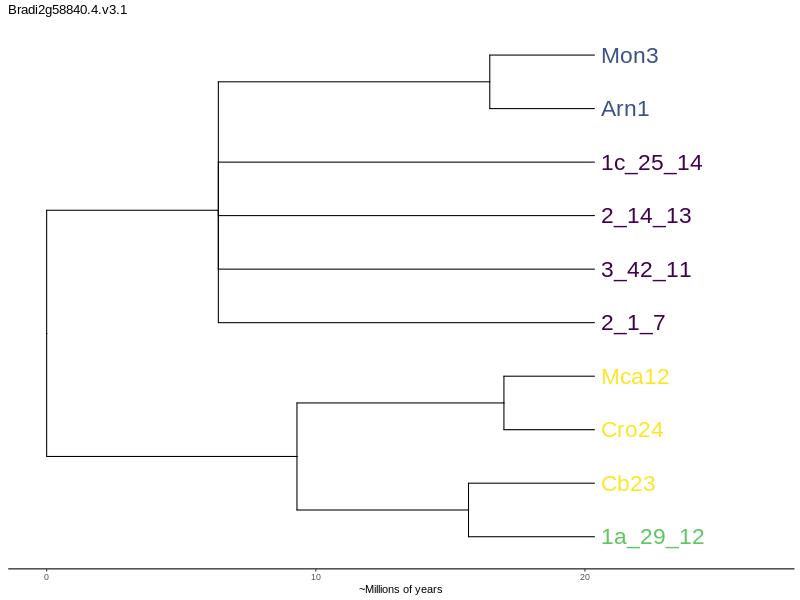 Bradi2g58840.4.v3.1
Mon3
Arn1
1c_25_14
2_14_13
3_42_11
2_1_7
Mca12
Cro24
Cb23
1a_29_12
0 10 20
~Millions of years